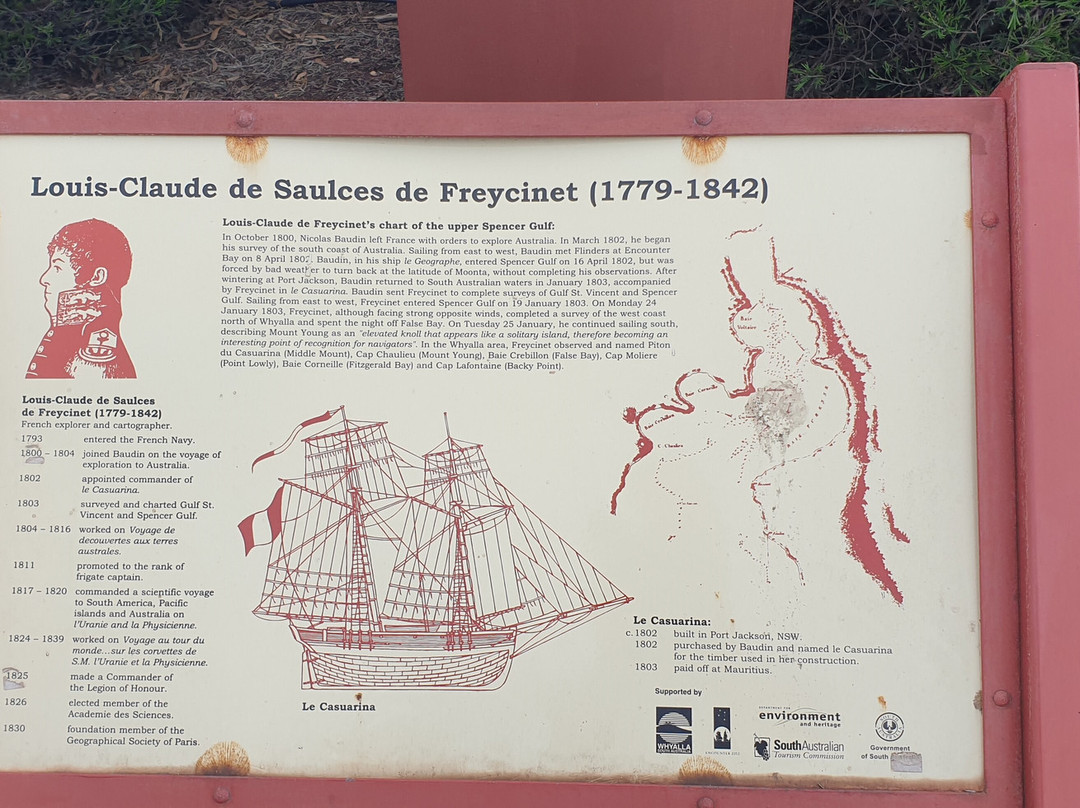 Louis-Claude de Saulces de Freycinet (1779-1842)
Louis-Claude de Freycinet's chart of the upper Spencer Gulf:
In October 1800, Nicolas Baudin left France with orders to explore Australia. In March 1802, he began
his survey of the south coast of Australia. Sailing from east to west, Baudin met Flinders at Encounter
Bay on 8 April 1802. Baudin, in his ship le Geographe, entered Spencer Gulf on 16 April 1802, but was
forced by bad weather to turn back at the latitude of Moonta, without completing his observations. After
wintering at Port Jackson, Baudin returned to South Australian waters in January 1803, accompanied
by Freycinet in le Casuarina. Baudin sent Freycinet to complete surveys of Gulf St. Vincent and Spencer
Gulf. Sailing from east to west, Freycinet entered Spencer Gulf on 19 January 1803. On Monday 24
January 1803, Freycinet, although facing strong opposite winds, completed a survey of the west coast
north of Whyalla and spent the night off False Bay. On Tuesday 25 January, he continued sailing south,
describing Mount Young as an "elevated knoll that appears like a solitary island, therefore becoming an
interesting point of recognition for navigators". In the Whyalla area, Freycinet observed and named Piton
du Casuarina (Middle Mount), Cap Chaulieu (Mount Young), Baie Crebillon (False Bay), Cap Moliere
(Point Lowly), Baie Corneille (Fitzgerald Bay) and Cap Lafontaine (Backy Point).
Louis-Claude de Saulces
de Freycinet (1779-1842)
French explorer and cartographer.
1793 entered the French Navy.
1800 – 1804 joined Baudin on the voyage of
exploration to Australia.
1802 appointed commander of
le Casuarina.
1803 surveyed and charted Gulf St.
Vincent and Spencer Gulf.
1804 – 1816 worked on Voyage de
decouvertes aux terres
australes.
1811 promoted to the rank of
frigate captain.
1817 – 1820 commanded a scientific voyage
to South America, Pacific
islands and Australia on
l'Uranie and la Physicienne.
1824 – 1839 worked on Voyage au tour du
monde...sur les corvettes de
S.M. l'Uranie et la Physicienne.
1825 made a Commander of
the Legion of Honour.
1826 elected member of the
Academie des Sciences.
1830 foundation member of the
Geographical Society of Paris.
Le Casuarina
Baie
Voltaire
Baie Corneille
Baie Crebillon
C. Chaulieu
Le Casuarina:
c.1802 built in Port Jackson, NSW.
1802 purchased by Baudin and named le Casuarina
for the timber used in her construction.
1803 paid off at Mauritius.
Supported by
WHYALLA
SOUTH AUSTRALIA
ENCOUNTER 2002
DEPARTMENT FOR
environment
and heritage
SouthAustralian
Tourism Commission
Government
of South